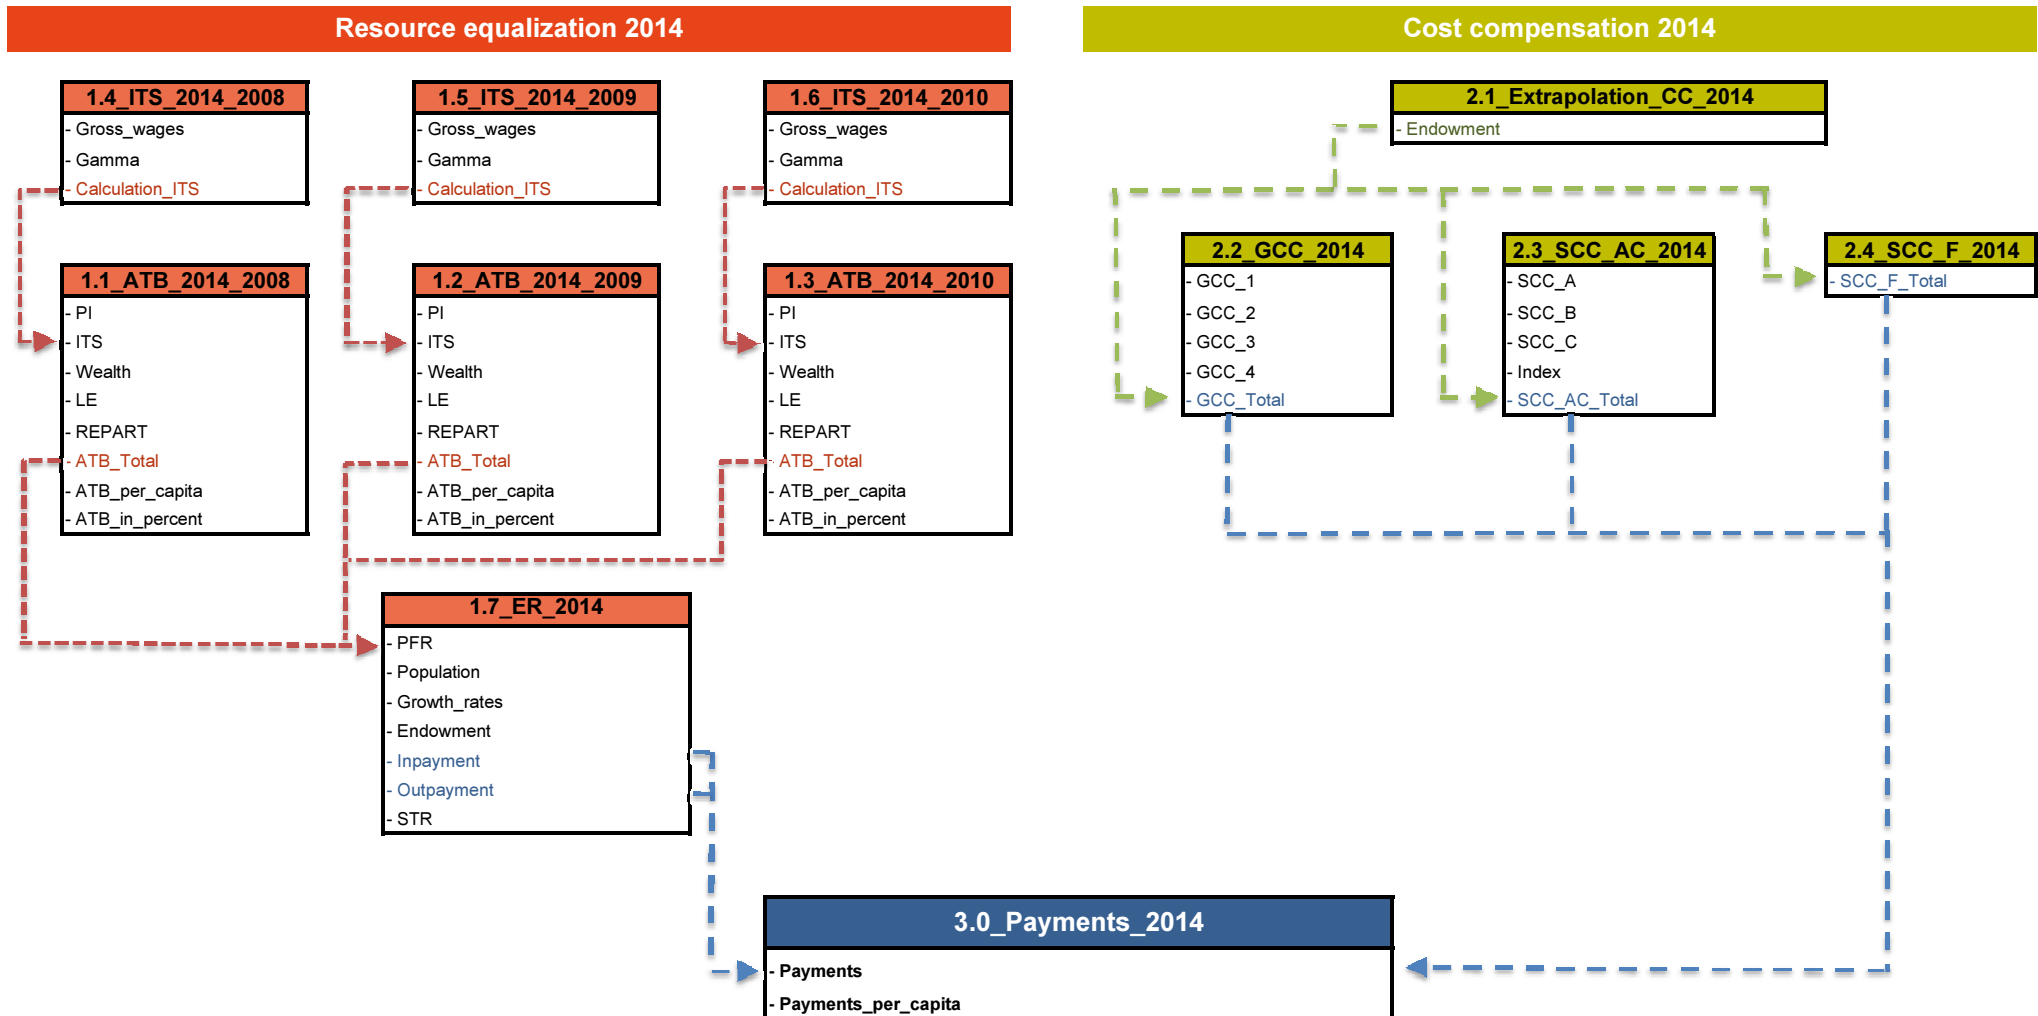 Resource equalization 2014
Cost compensation 2014
1.4_ITS_2014_2008
- Gross_wages
- Gamma
- Calculation_ITS
1.5_ITS_2014_2009
- Gross_wages
- Gamma
- Calculation_ITS
1.6_ITS_2014_2010
- Gross_wages
- Gamma
- Calculation_ITS
2.1_Extrapolation_CC_2014
- Endowment
1.1_ATB_2014_2008
- PI
- ITS
- Wealth
- LE
- REPART
- ATB_Total
- ATB_per_capita
- ATB_in_percent
1.2_ATB_2014_2009
- PI
- ITS
- Wealth
- LE
- REPART
- ATB_Total
- ATB_per_capita
- ATB_in_percent
1.3_ATB_2014_2010
- PI
- ITS
- Wealth
- LE
- REPART
- ATB_Total
- ATB_per_capita
- ATB_in_percent
2.2_GCC_2014
- GCC_1
- GCC_2
- GCC_3
- GCC_4
- GCC_Total
2.3_SCC_AC_2014
- SCC_A
- SCC_B
- SCC_C
- Index
- SCC_AC_Total
2.4_SCC_F_2014
- SCC_F_Total
1.7_ER_2014
- PFR
- Population
- Growth_rates
- Endowment
- Inpayment
- Outpayment
- STR
3.0_Payments_2014
- Payments
- Payments_per_capita